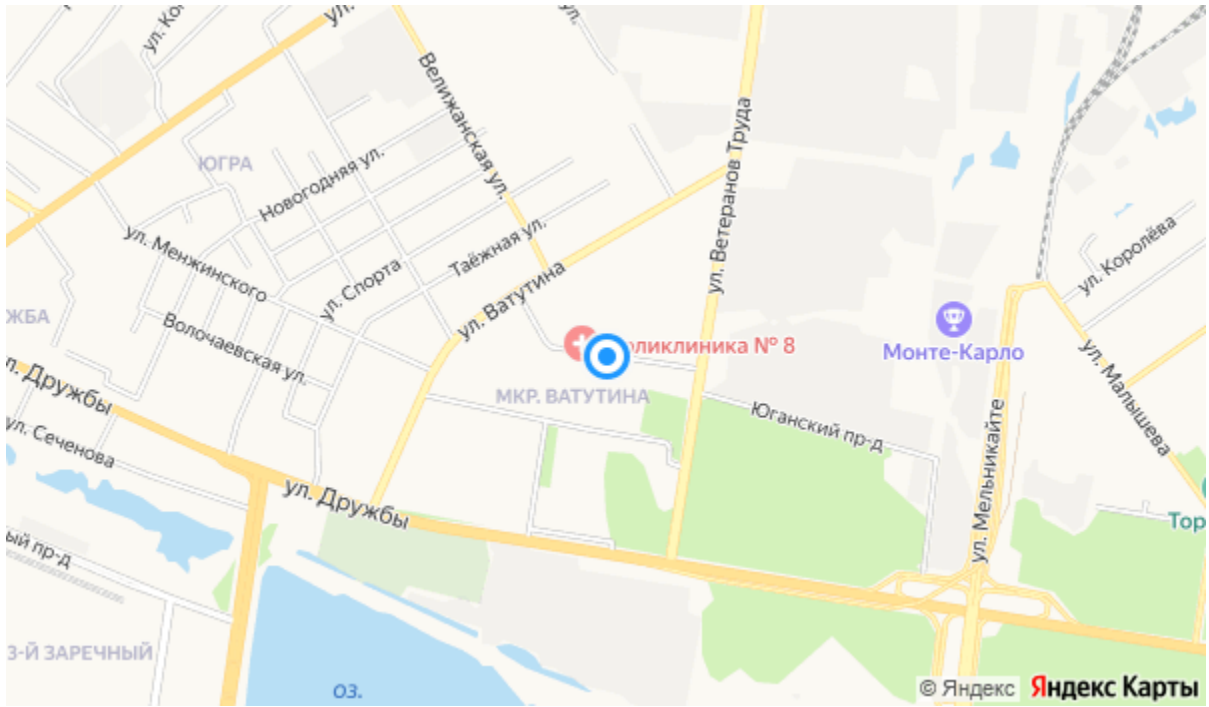 ул.
ул. Ко
Велижанская ул.
ЮГРА
Новогодняя ул.
ул. Ветеранов Труда
ул. Менжинского
ул. Спорта
Таёжная ул.
ул. Королёва
ул. Ватутина
ЖБА
Волочаевская ул.
оликлиника № 8
Монте-Карло
ул. Малышева
ул. Дружбы
МКР. ВАТУТИНА
Юганский пр-д
ул. Сеченова
ул. Мельникайте
ул. Дружбы
Тор
ый пр-д
3-Й ЗАРЕЧНЫЙ
оз.
© Яндекс Яндекс Карты